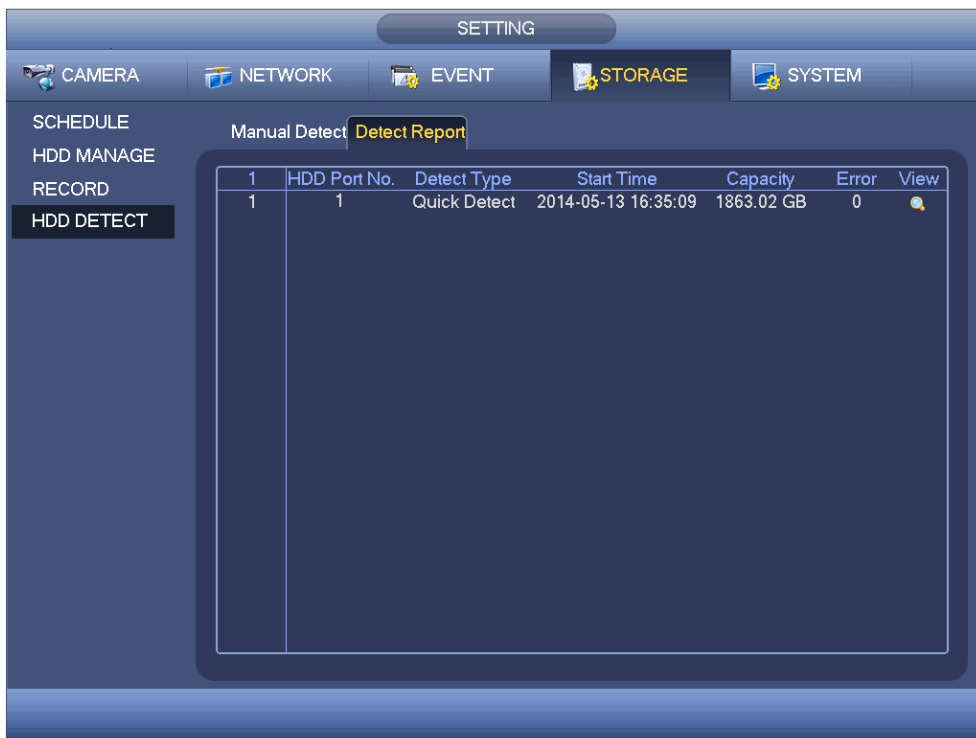 SETTING
CAMERA NETWORK EVENT STORAGE SYSTEM
SCHEDULE
HDD MANAGE
RECORD
HDD DETECT
Manual Detect Detect Report
1 HDD Port No. Detect Type Start Time Capacity Error View
1 1 Quick Detect 2014-05-13 16:35:09 1863.02 GB 0